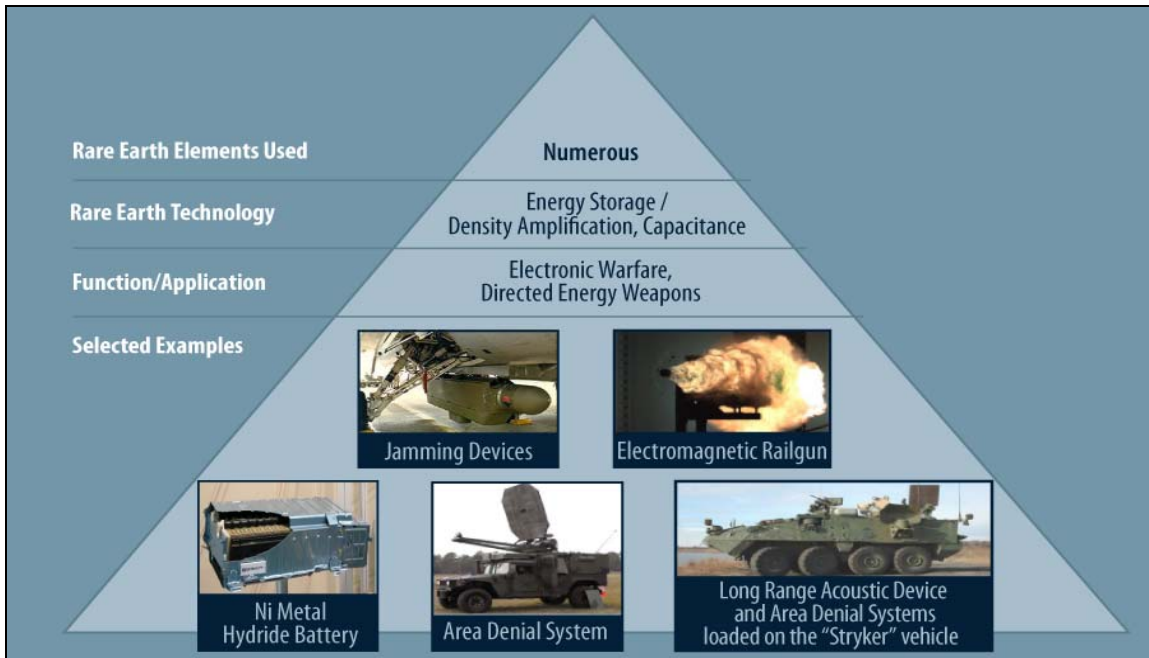 Rare Earth Elements Used
Numerous
Rare Earth Technology
Energy Storage /
Density Amplification, Capacitance
Function/Application
Electronic Warfare,
Directed Energy Weapons
Selected Examples
Jamming Devices
Electromagnetic Railgun
Ni Metal
Hydride Battery
Area Denial System
Long Range Acoustic Device
and Area Denial Systems
loaded on the “Stryker” vehicle